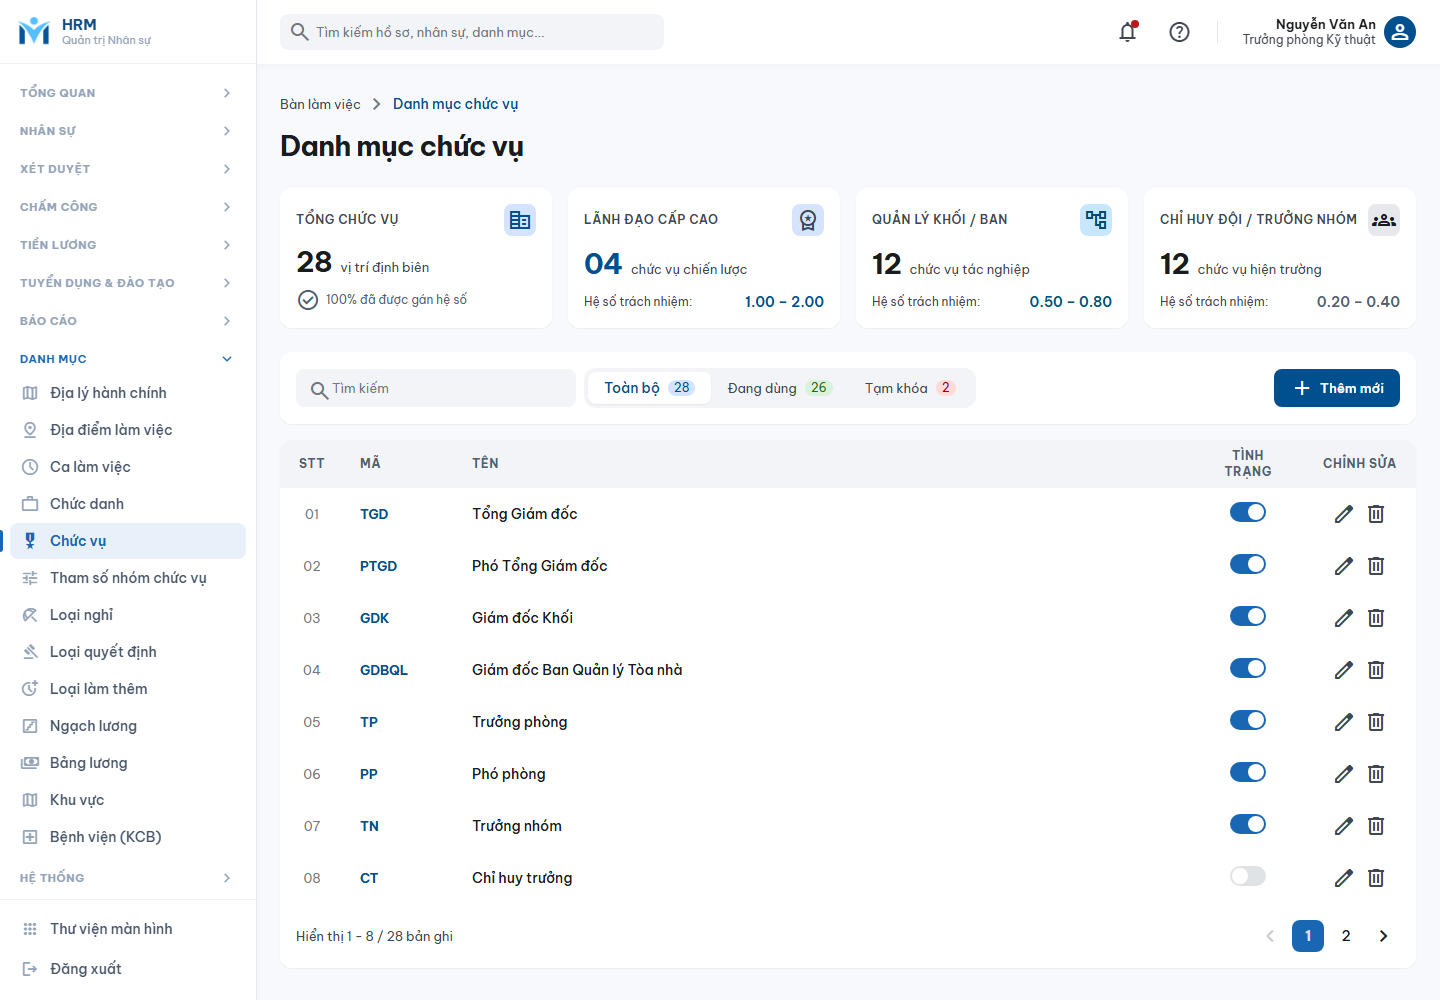 HRM
Quản trị Nhân sự
TỔNG QUAN
NHÂN SỰ
XÉT DUYỆT
CHẤM CÔNG
TIỀN LƯƠNG
TUYỂN DỤNG & ĐÀO TẠO
BÁO CÁO
DANH MỤC
Địa lý hành chính
Địa điểm làm việc
Ca làm việc
Chức danh
Chức vụ
Tham số nhóm chức vụ
Loại nghỉ
Loại quyết định
Loại làm thêm
Ngạch lương
Bảng lương
Khu vực
Bệnh viện (KCB)
HỆ THỐNG
Thư viện màn hình
Đăng xuất
Tìm kiếm hồ sơ, nhân sự, danh mục...
Nguyễn Văn An
Trưởng phòng Kỹ thuật
Bàn làm việc Danh mục chức vụ
Danh mục chức vụ
TỔNG CHỨC VỤ
28 vị trí định biên
100% đã được gán hệ số
LÃNH ĐẠO CẤP CAO
04 chức vụ chiến lược
Hệ số trách nhiệm: 1.00 – 2.00
QUẢN LÝ KHỐI / BAN
12 chức vụ tác nghiệp
Hệ số trách nhiệm: 0.50 – 0.80
CHỈ HUY ĐỘI / TRƯỞNG NHÓM
12 chức vụ hiện trường
Hệ số trách nhiệm: 0.20 – 0.40
Tìm kiếm
Toàn bộ 28 Đang dùng 26 Tạm khóa 2
Thêm mới
STT MÃ TÊN TÌNH TRẠNG CHỈNH SỬA
01 TGD Tổng Giám đốc
02 PTGD Phó Tổng Giám đốc
03 GDK Giám đốc Khối
04 GDBQL Giám đốc Ban Quản lý Tòa nhà
05 TP Trưởng phòng
06 PP Phó phòng
07 TN Trưởng nhóm
08 CT Chỉ huy trưởng
Hiển thị 1 - 8 / 28 bản ghi
1 2